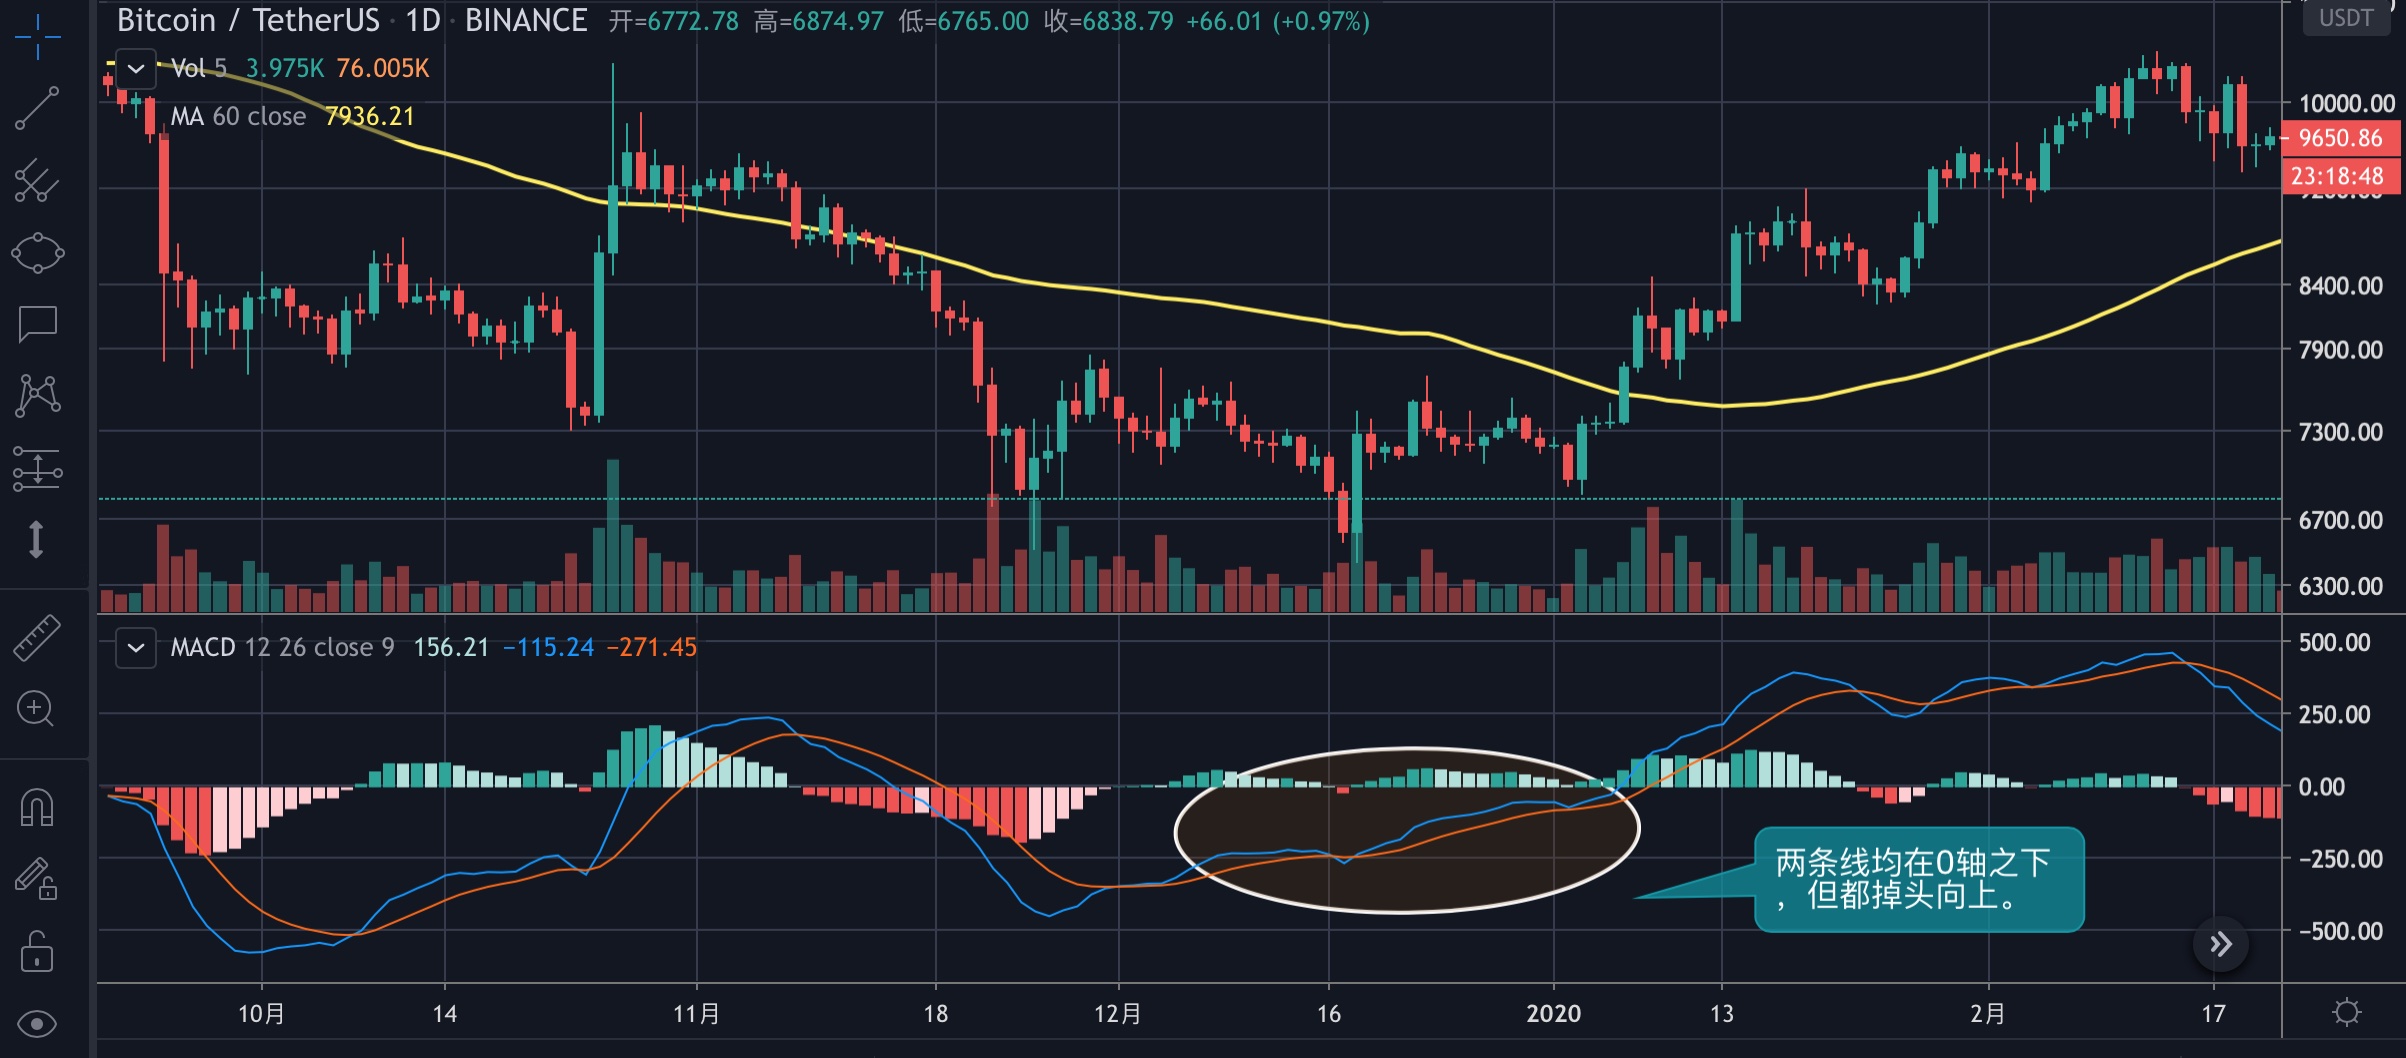 Bitcoin / TetherUS · 1D · BINANCE 开=6772.78 高=6874.97 低=6765.00 收=6838.79 +66.01 (+0.97%)
USDT
Vol 5 3.975K 76.005K
MA 60 close 7936.21
10000.00
9650.86
23:18:48
8400.00
7900.00
7300.00
6700.00
6300.00
MACD 12 26 close 9 156.21 −115.24 −271.45
500.00
250.00
0.00
−250.00
−500.00
两条线均在0轴之下
，但都掉头向上。
10月 14 11月 18 12月 16 2020 13 2月 17